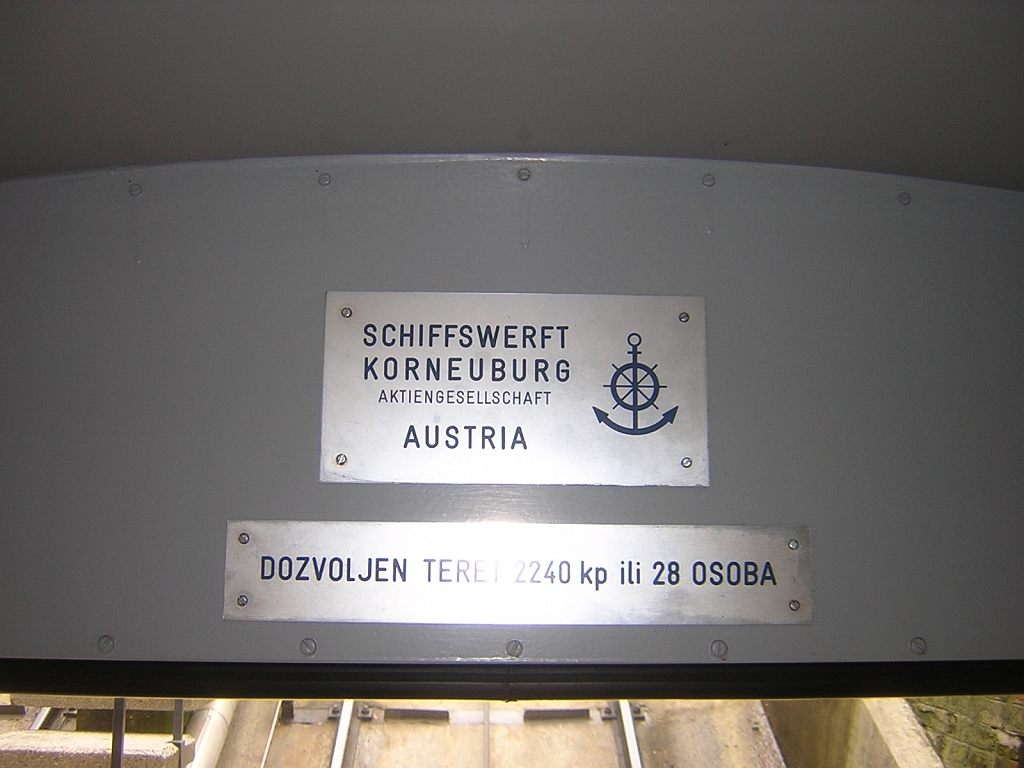 SCHIFFSWERFT
KORNEUBURG
AKTIENGESELLSCHAFT
AUSTRIA
DOZVOLJEN TERET 2240 kp ili 28 OSOBA